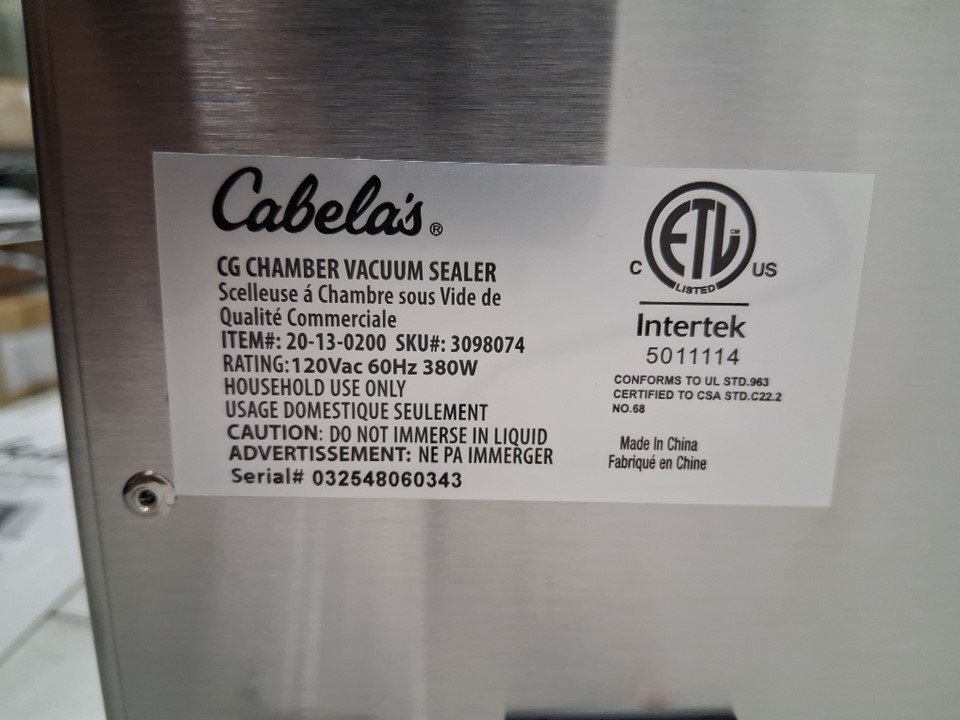 Cabela's®
CG CHAMBER VACUUM SEALER
Scelleuse á Chambre sous Vide de
Qualité Commerciale
ITEM#: 20-13-0200 SKU#: 3098074
RATING:120Vac 60Hz 380W
HOUSEHOLD USE ONLY
USAGE DOMESTIQUE SEULEMENT
CAUTION: DO NOT IMMERSE IN LIQUID
ADVERTISSEMENT: NE PA IMMERGER
Serial# 032548060343
ETL CM
C US
LISTED
Intertek
5011114
CONFORMS TO UL STD.963
CERTIFIED TO CSA STD.C22.2
NO.68
Made In China
Fabriqué en Chine